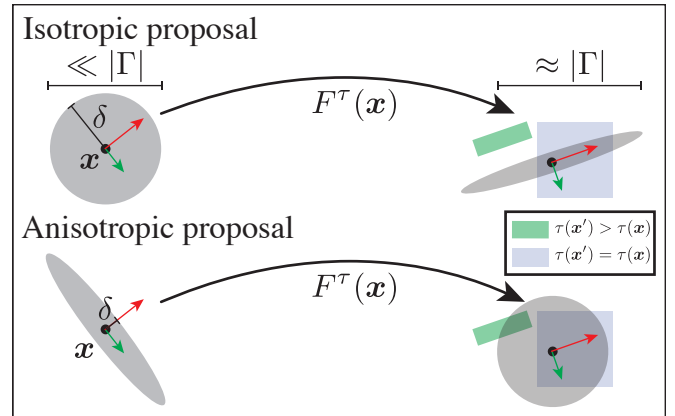 Isotropic proposal
≪ |Γ|
≈ |Γ|
δ
x
F^τ(x)
τ(x′) > τ(x)
τ(x′) = τ(x)
Anisotropic proposal
δ
x
F^τ(x)